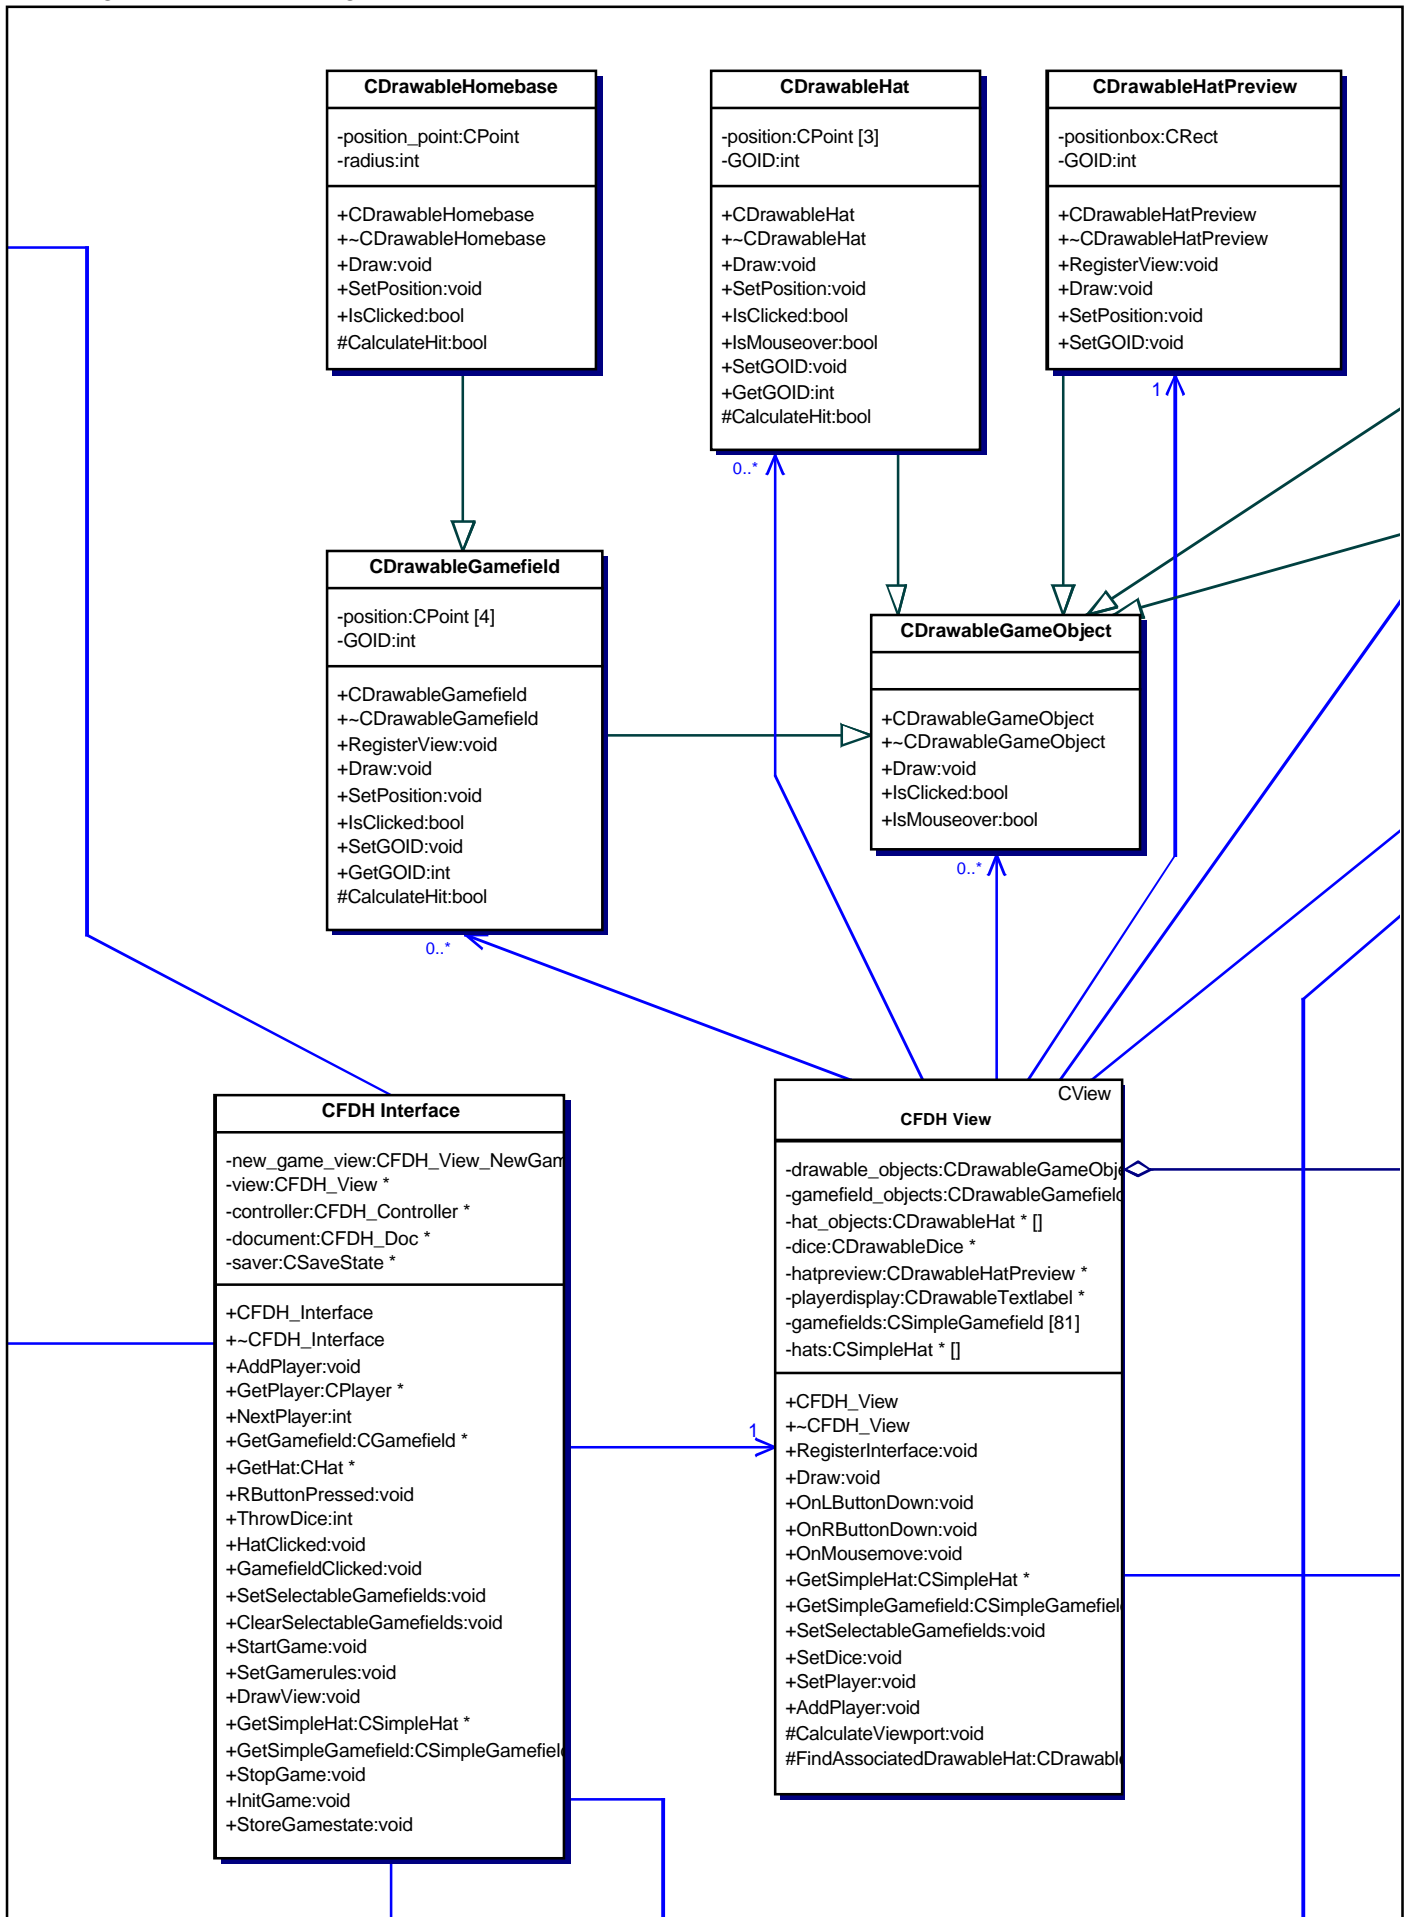 CDrawableHomebase
-position_point:CPoint
-radius:int
+CDrawableHomebase
+~CDrawableHomebase
+Draw:void
+SetPosition:void
+IsClicked:bool
#CalculateHit:bool
CDrawableHat
-position:CPoint [3]
-GOID:int
+CDrawableHat
+~CDrawableHat
+Draw:void
+SetPosition:void
+IsClicked:bool
+IsMouseover:bool
+SetGOID:void
+GetGOID:int
#CalculateHit:bool
0..*
CDrawableHatPreview
-positionbox:CRect
-GOID:int
+CDrawableHatPreview
+~CDrawableHatPreview
+RegisterView:void
+Draw:void
+SetPosition:void
+SetGOID:void
1
CDrawableGamefield
-position:CPoint [4]
-GOID:int
+CDrawableGamefield
+~CDrawableGamefield
+RegisterView:void
+Draw:void
+SetPosition:void
+IsClicked:bool
+SetGOID:void
+GetGOID:int
#CalculateHit:bool
0..*
CDrawableGameObject
+CDrawableGameObject
+~CDrawableGameObject
+Draw:void
+IsClicked:bool
+IsMouseover:bool
0..*
CFDH Interface
-new_game_view:CFDH_View_NewGam
-view:CFDH_View *
-controller:CFDH_Controller *
-document:CFDH_Doc *
-saver:CSaveState *
+CFDH_Interface
+~CFDH_Interface
+AddPlayer:void
+GetPlayer:CPlayer *
+NextPlayer:int
+GetGamefield:CGamefield *
+GetHat:CHat *
+RButtonPressed:void
+ThrowDice:int
+HatClicked:void
+GamefieldClicked:void
+SetSelectableGamefields:void
+ClearSelectableGamefields:void
+StartGame:void
+SetGamerules:void
+DrawView:void
+GetSimpleHat:CSimpleHat *
+GetSimpleGamefield:CSimpleGamefiel
+StopGame:void
+InitGame:void
+StoreGamestate:void
1
CView
CFDH View
-drawable_objects:CDrawableGameObje
-gamefield_objects:CDrawableGamefield
-hat_objects:CDrawableHat * []
-dice:CDrawableDice *
-hatpreview:CDrawableHatPreview *
-playerdisplay:CDrawableTextlabel *
-gamefields:CSimpleGamefield [81]
-hats:CSimpleHat * []
+CFDH_View
+~CFDH_View
+RegisterInterface:void
+Draw:void
+OnLButtonDown:void
+OnRButtonDown:void
+OnMousemove:void
+GetSimpleHat:CSimpleHat *
+GetSimpleGamefield:CSimpleGamefiel
+SetSelectableGamefields:void
+SetDice:void
+SetPlayer:void
+AddPlayer:void
#CalculateViewport:void
#FindAssociatedDrawableHat:CDrawabl